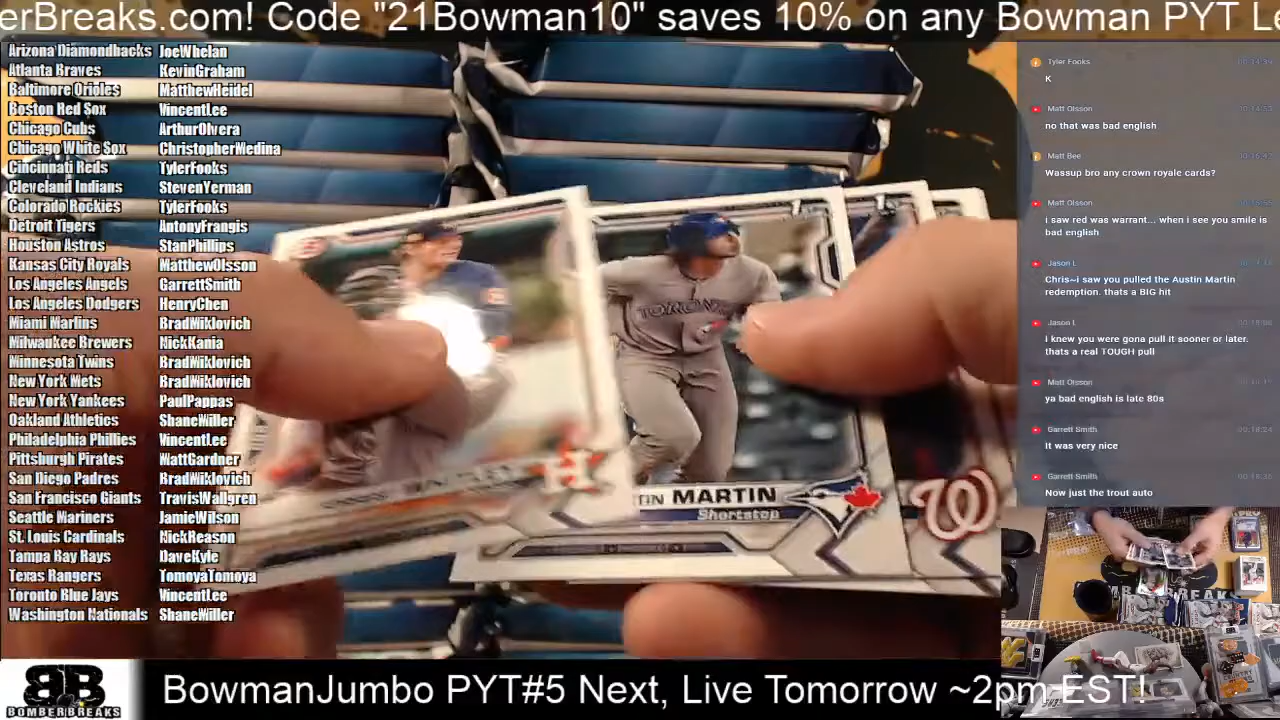 erBreaks.com! Code "21Bowman10" saves 10% on any Bowman PYT Lo
Arizona Diamondbacks JoeWhelan
Atlanta Braves KevinGraham
Baltimore Orioles MatthewHeidel
Boston Red Sox VincentLee
Chicago Cubs ArthurOlvera
Chicago White Sox ChristopherMedina
Cincinnati Reds TylerFooks
Cleveland Indians StevenYerman
Colorado Rockies TylerFooks
Detroit Tigers AntonyFrangis
Houston Astros StanPhillips
Kansas City Royals MatthewOlsson
Los Angeles Angels GarrettSmith
Los Angeles Dodgers HenryChen
Miami Marlins BradWiklovich
Milwaukee Brewers NickKania
Minnesota Twins BradWiklovich
New York Mets BradWiklovich
New York Yankees PaulPappas
Oakland Athletics ShaneWiller
Philadelphia Phillies VincentLee
Pittsburgh Pirates WattGardner
San Diego Padres BradWiklovich
San Francisco Giants TravisWallgren
Seattle Mariners JamieWilson
St. Louis Cardinals NickReason
Tampa Ray Rays DaveKyle
Texas Rangers TomoyaTomoya
Toronto Blue Jays VincentLee
Washington Nationals ShaneWiller
TORONTO
TIN MARTIN
Shortstop
H
W
Tyler Fooks
K
Matt Olsson
no that was bad english
Matt Bee
Wassup bro any crown royale cards?
Matt Olsson
i saw red was warrant... when i see you smile is
bad english
Jason L
Chris~i saw you pulled the Austin Martin
redemption. thats a BIG hit
Jason L
i knew you were gona pull it sooner or later.
thats a real TOUGH pull
Matt Olsson
ya bad english is late 80s
Garrett Smith
It was very nice
Garrett Smith
Now just the trout auto
BB
BOMBERBREAKS
BowmanJumbo PYT#5 Next, Live Tomorrow ~2pm EST!